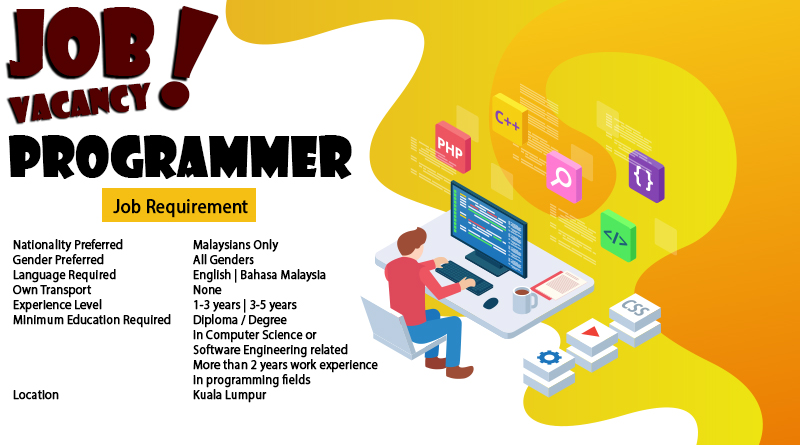 JOB!
VACANCY
PROGRAMMER
Job Requirement
Nationality Preferred Malaysians Only
Gender Preferred All Genders
Language Required English | Bahasa Malaysia
Own Transport None
Experience Level 1-3 years | 3-5 years
Minimum Education Required Diploma / Degree
in Computer Science or
Software Engineering related
More than 2 years work experience
in programming fields
Location Kuala Lumpur
PHP
C++
{}
</>
CSS